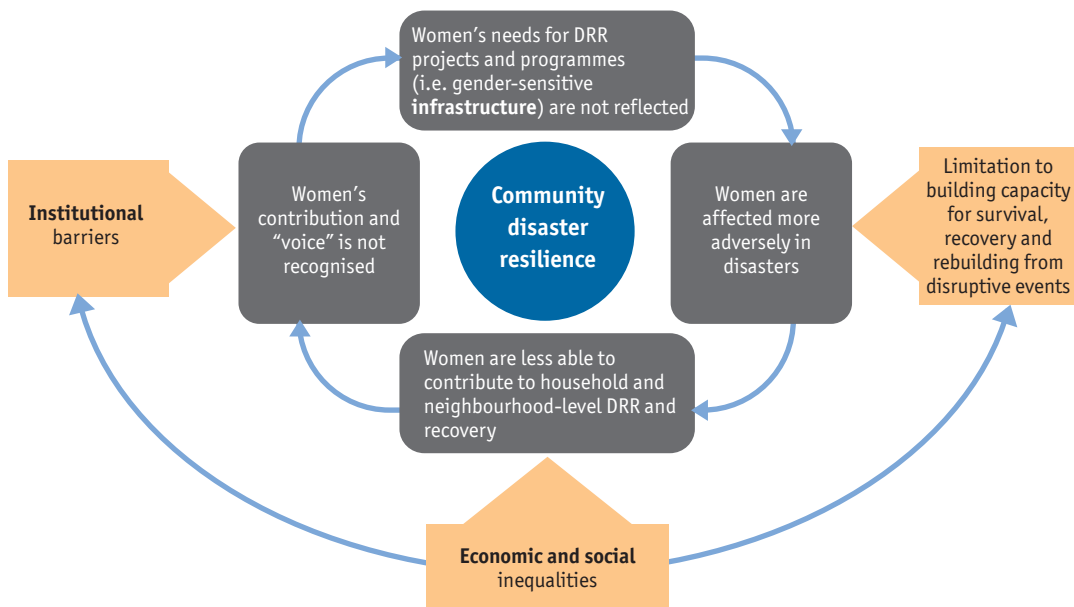 Women’s needs for DRR
projects and programmes
(i.e. gender-sensitive
infrastructure) are not reflected
Institutional
barriers
Women’s
contribution and
“voice” is not
recognised
Community
disaster
resilience
Women are
affected more
adversely in
disasters
Limitation to
building capacity
for survival,
recovery and
rebuilding from
disruptive events
Women are less able to
contribute to household and
neighbourhood-level DRR and
recovery
Economic and social
inequalities